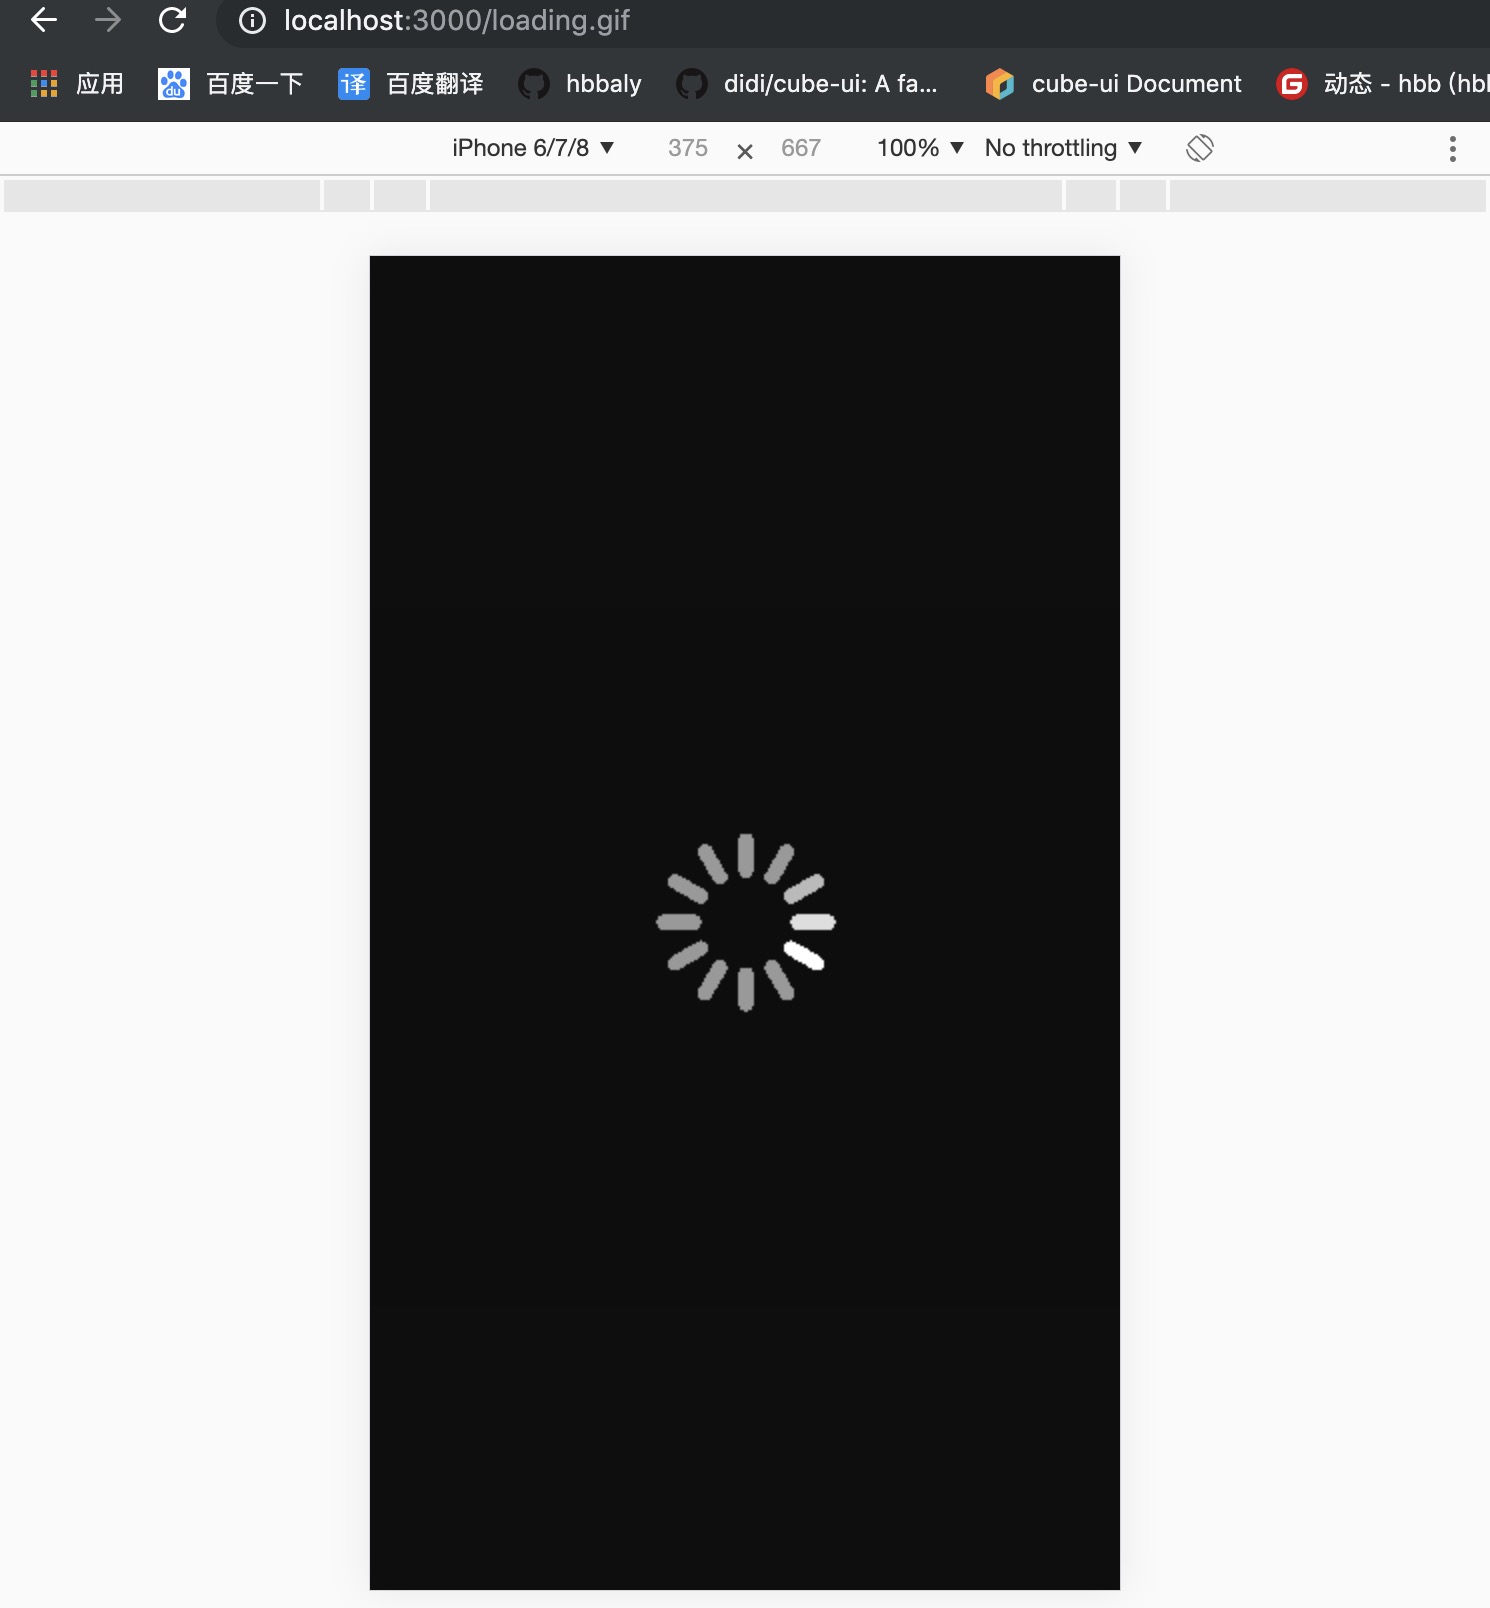 localhost:3000/loading.gif
应用 百度一下 译 百度翻译 hbbaly didi/cube-ui: A fa... cube-ui Document G 动态 - hbb (hbl
iPhone 6/7/8 375 × 667 100% No throttling